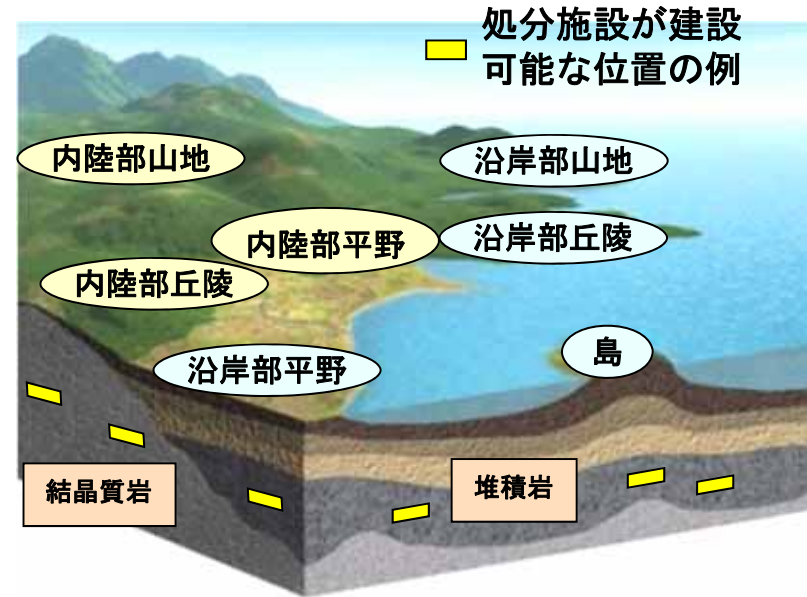 処分施設が建設
可能な位置の例
内陸部山地
沿岸部山地
内陸部平野
沿岸部丘陵
内陸部丘陵
島
沿岸部平野
結晶質岩
堆積岩